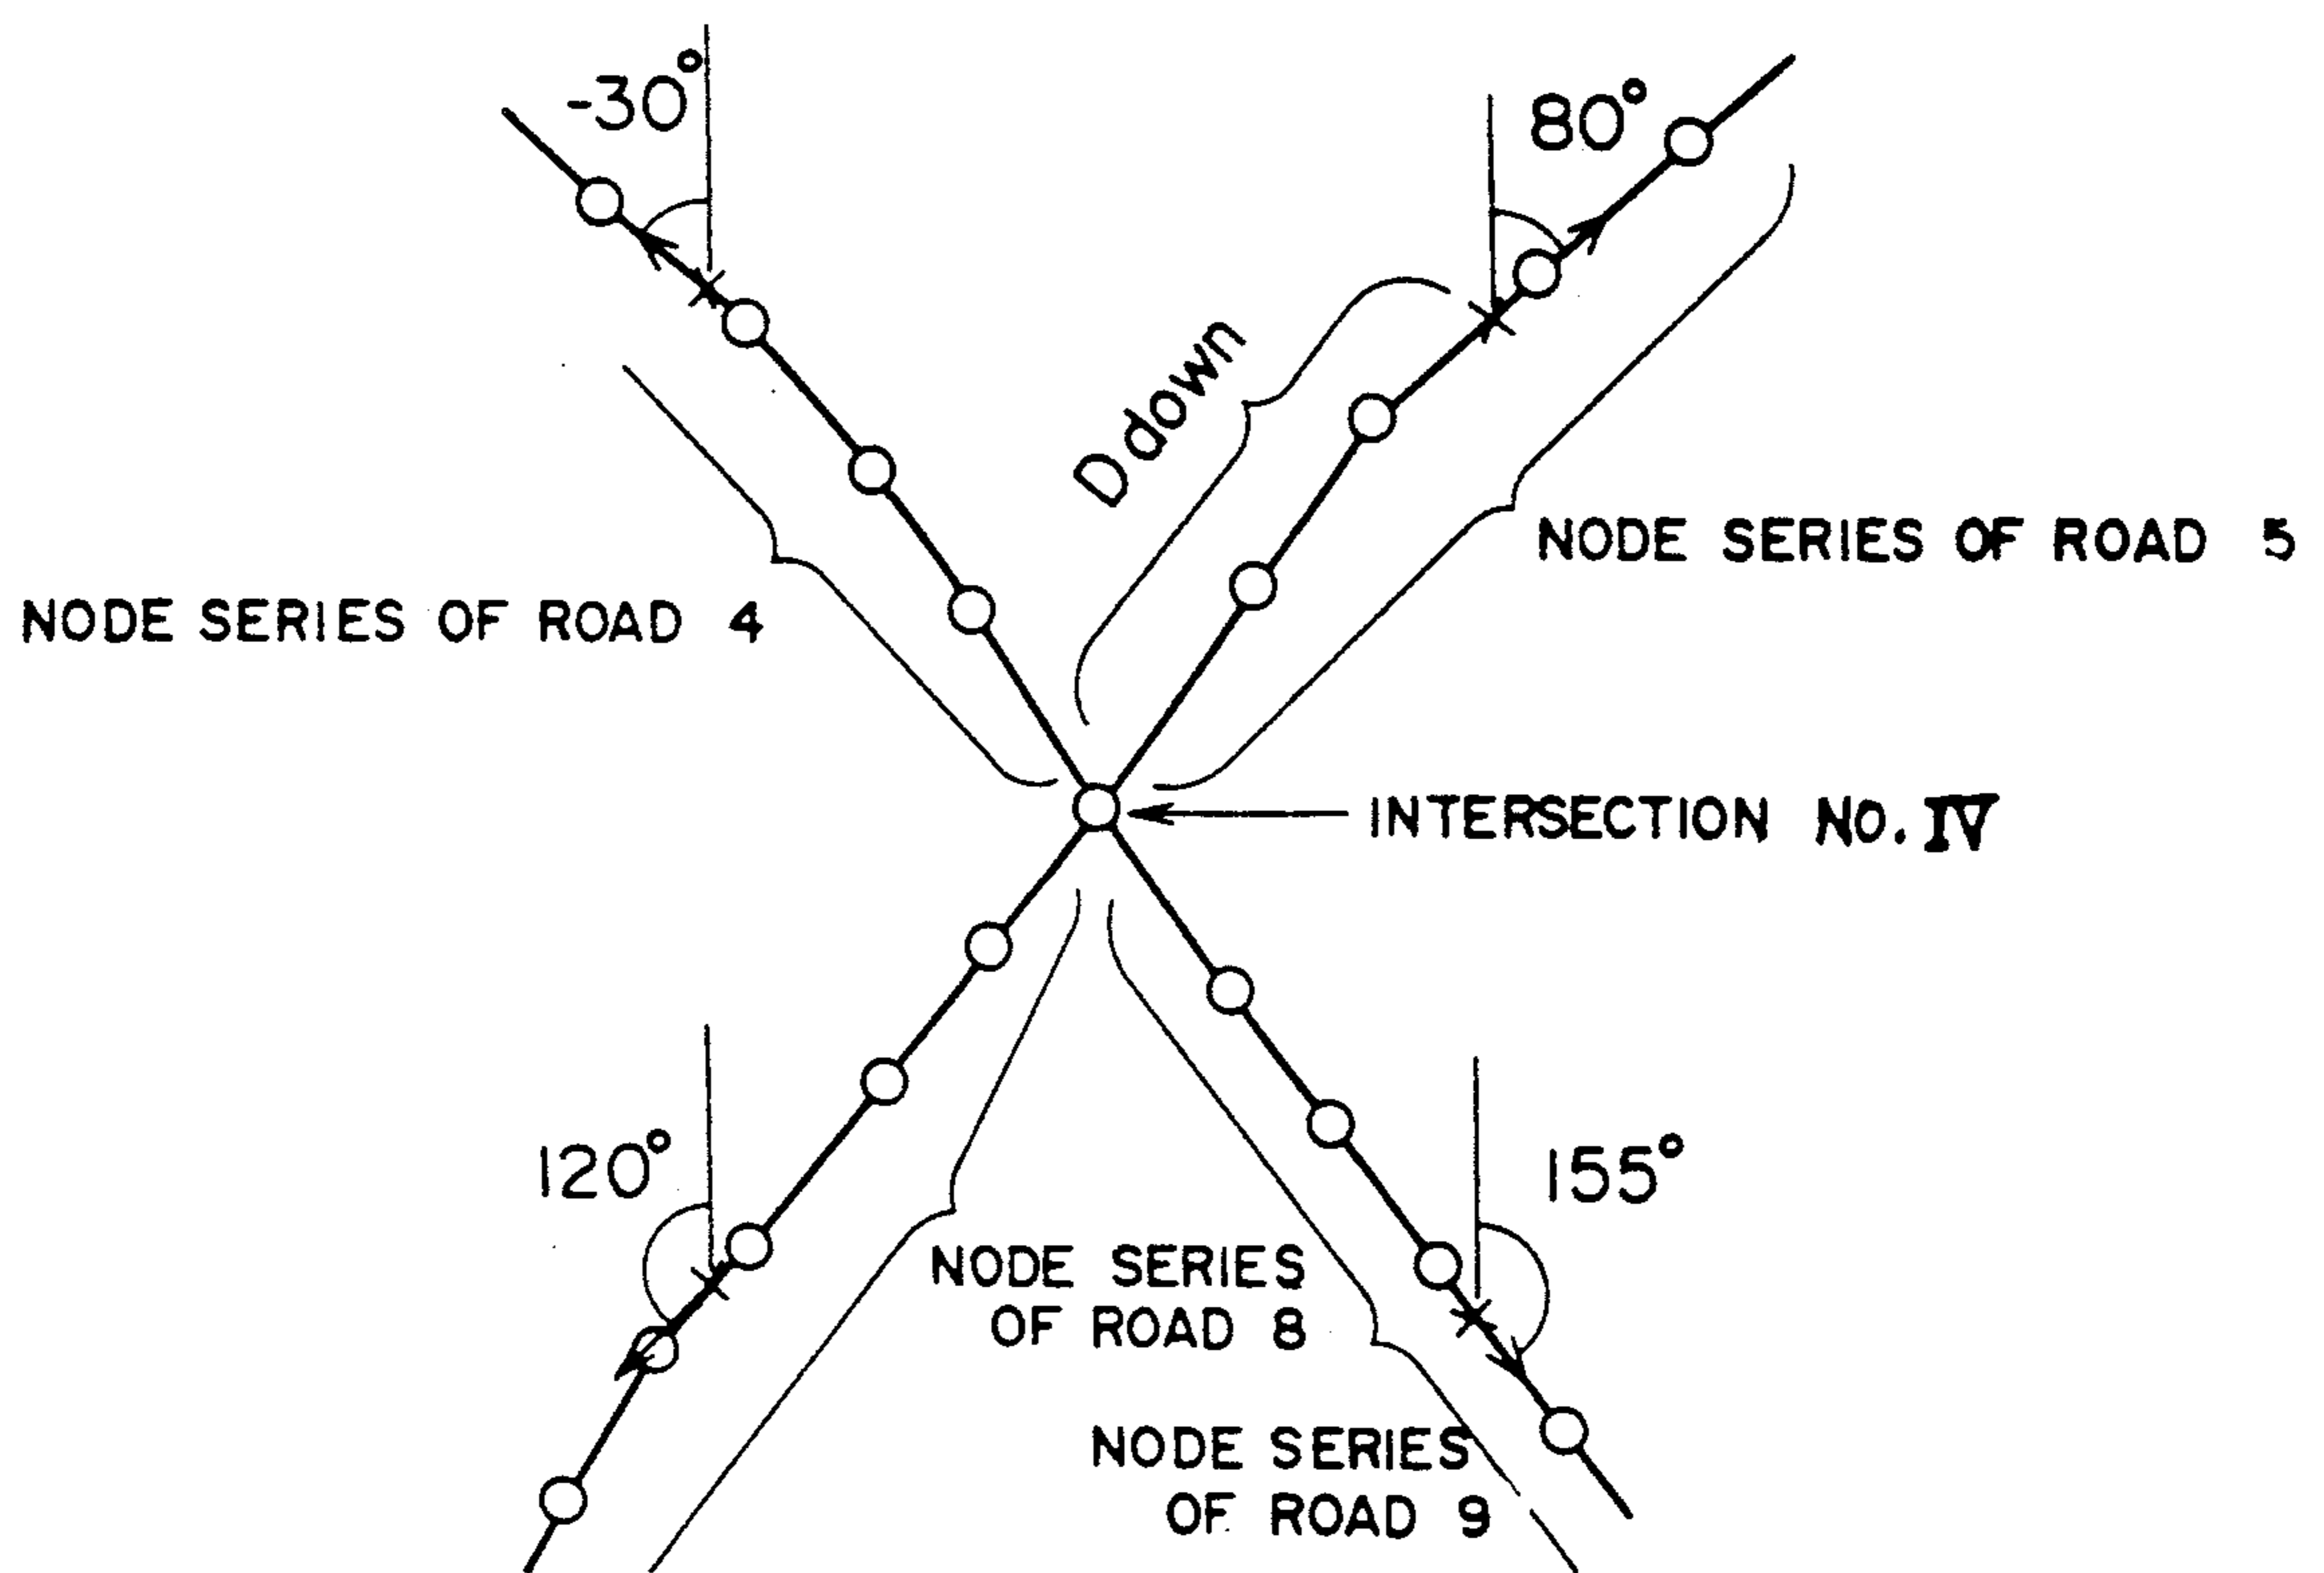 -30°
80°
D down
NODE SERIES OF ROAD 5
NODE SERIES OF ROAD 4
INTERSECTION No. IV
120°
155°
NODE SERIES
OF ROAD 8
NODE SERIES
OF ROAD 9